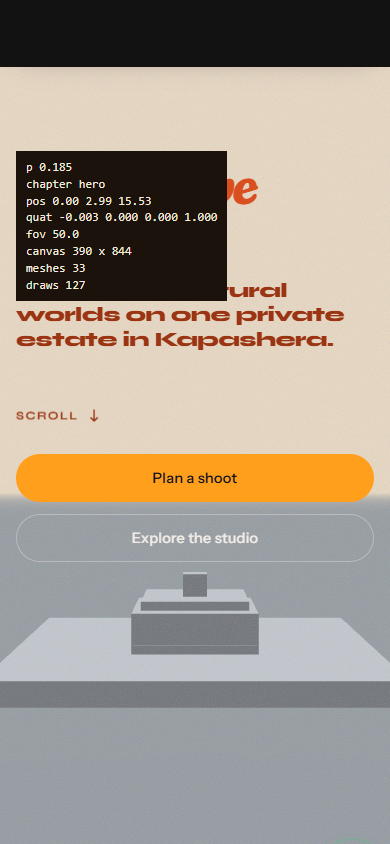 p 0.185
chapter hero
pos 0.00 2.99 15.53
quat -0.003 0.000 0.000 1.000
fov 50.0
canvas 390 x 844
meshes 33
draws 127
worlds on one private
estate in Kapashera.
SCROLL ↓
Plan a shoot
Explore the studio